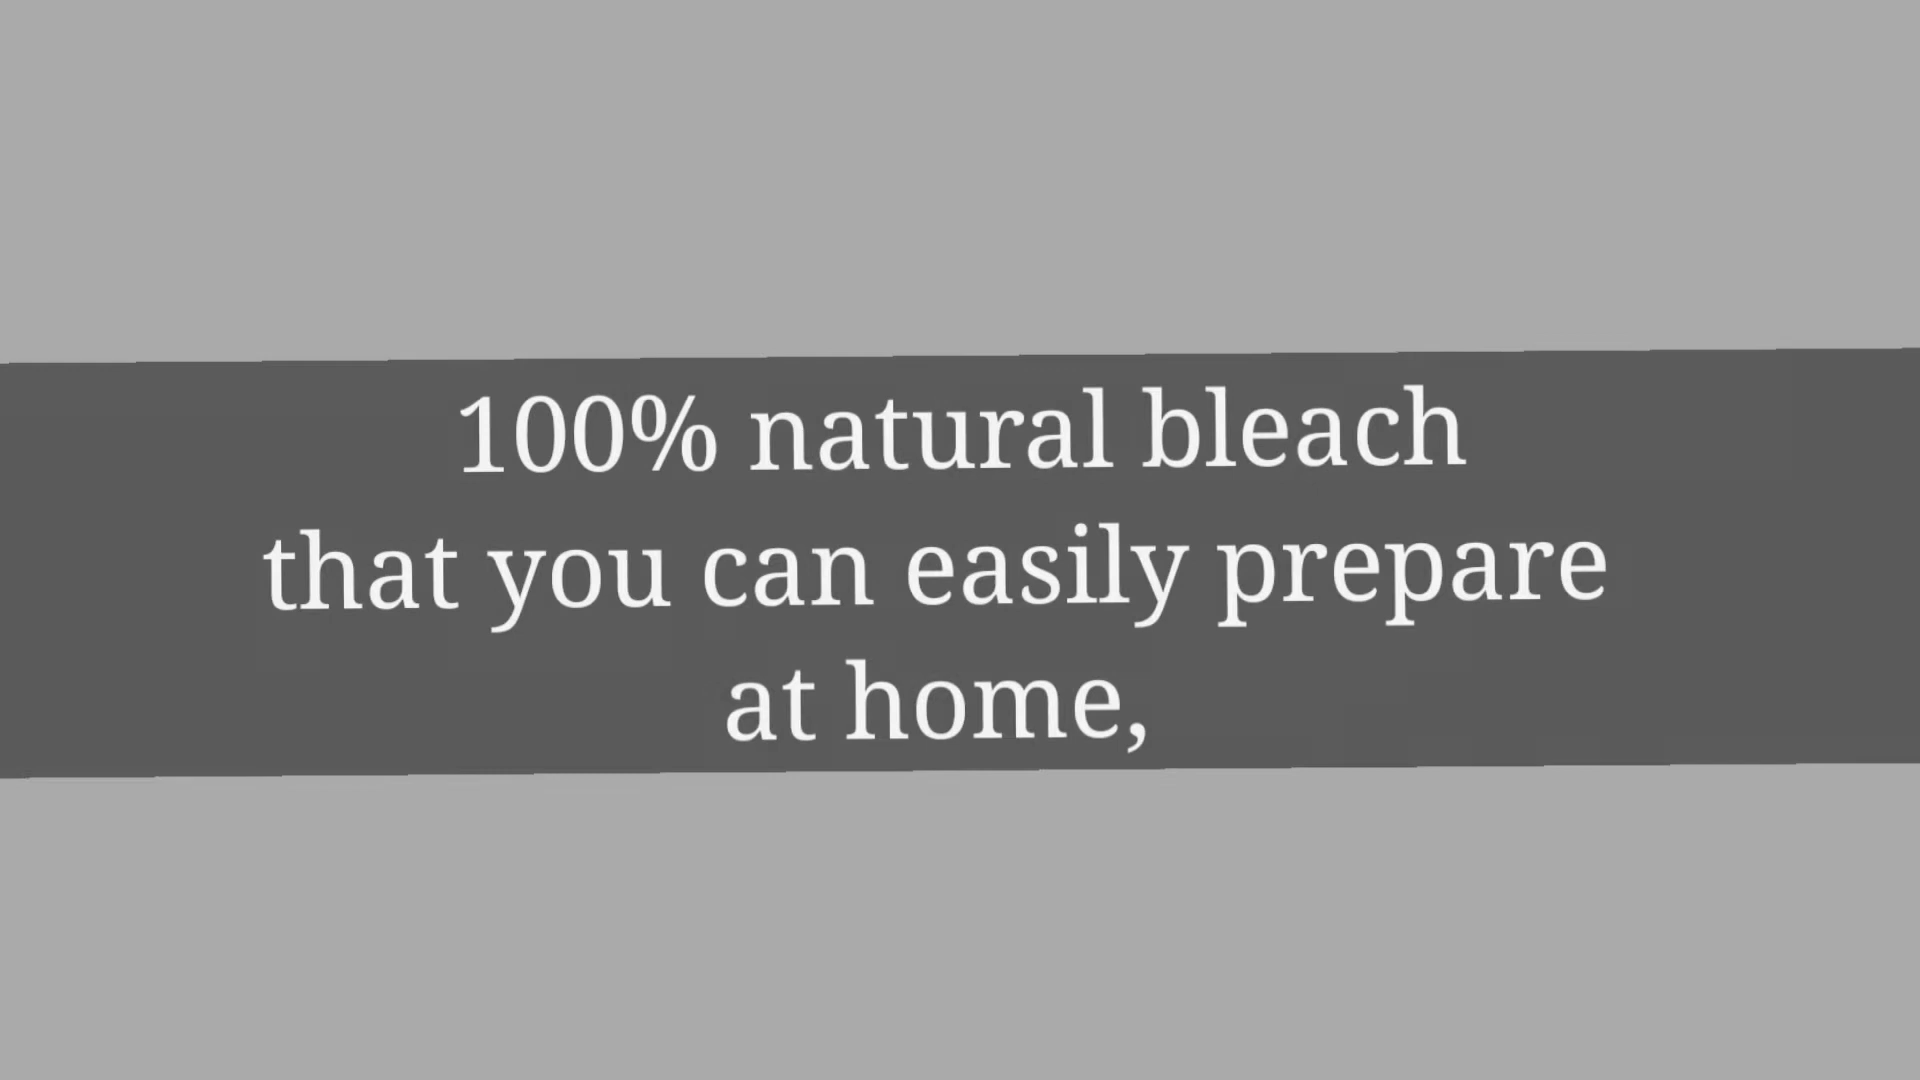 100% natural bleach
that you can easily prepare
at home,